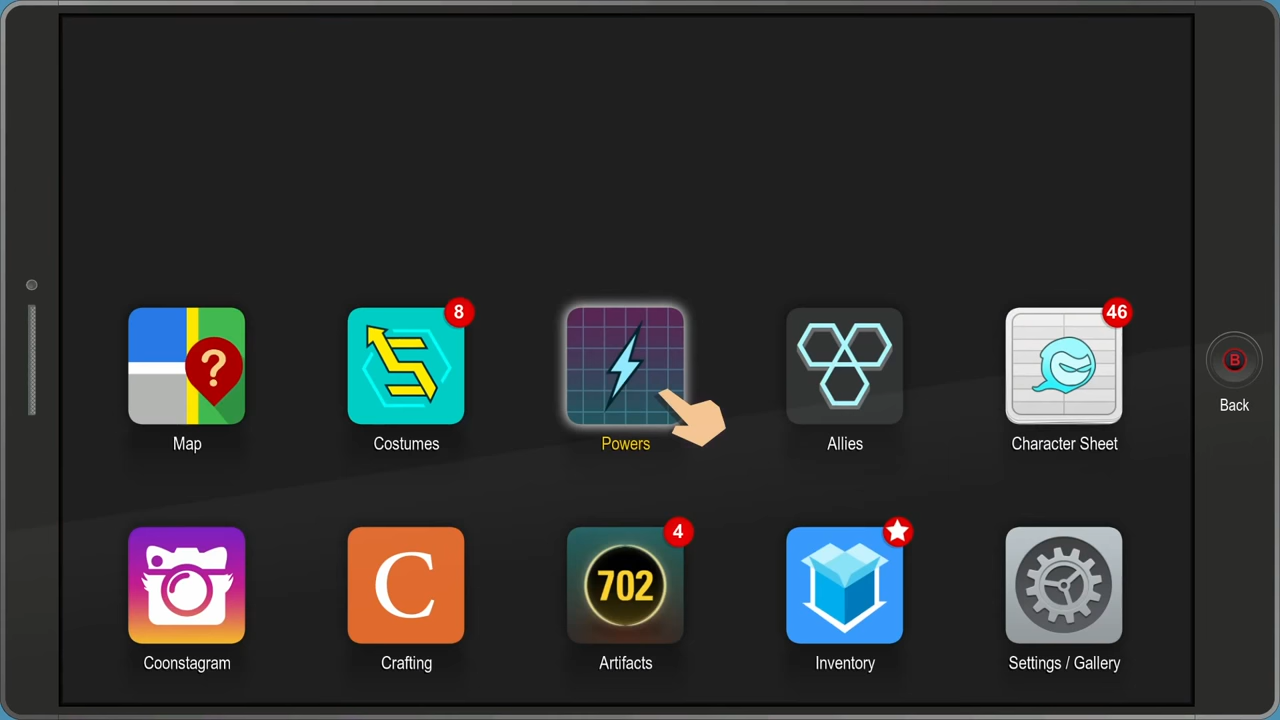 8
46
?
B
Map
Costumes
Powers
Allies
Character Sheet
Back
4
C
702
Coonstagram
Crafting
Artifacts
Inventory
Settings / Gallery